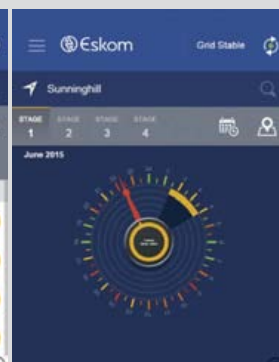 Eskom
Grid Stable
Sunninghill
STAGE STAGE STAGE STAGE
1 2 3 4
June 2015